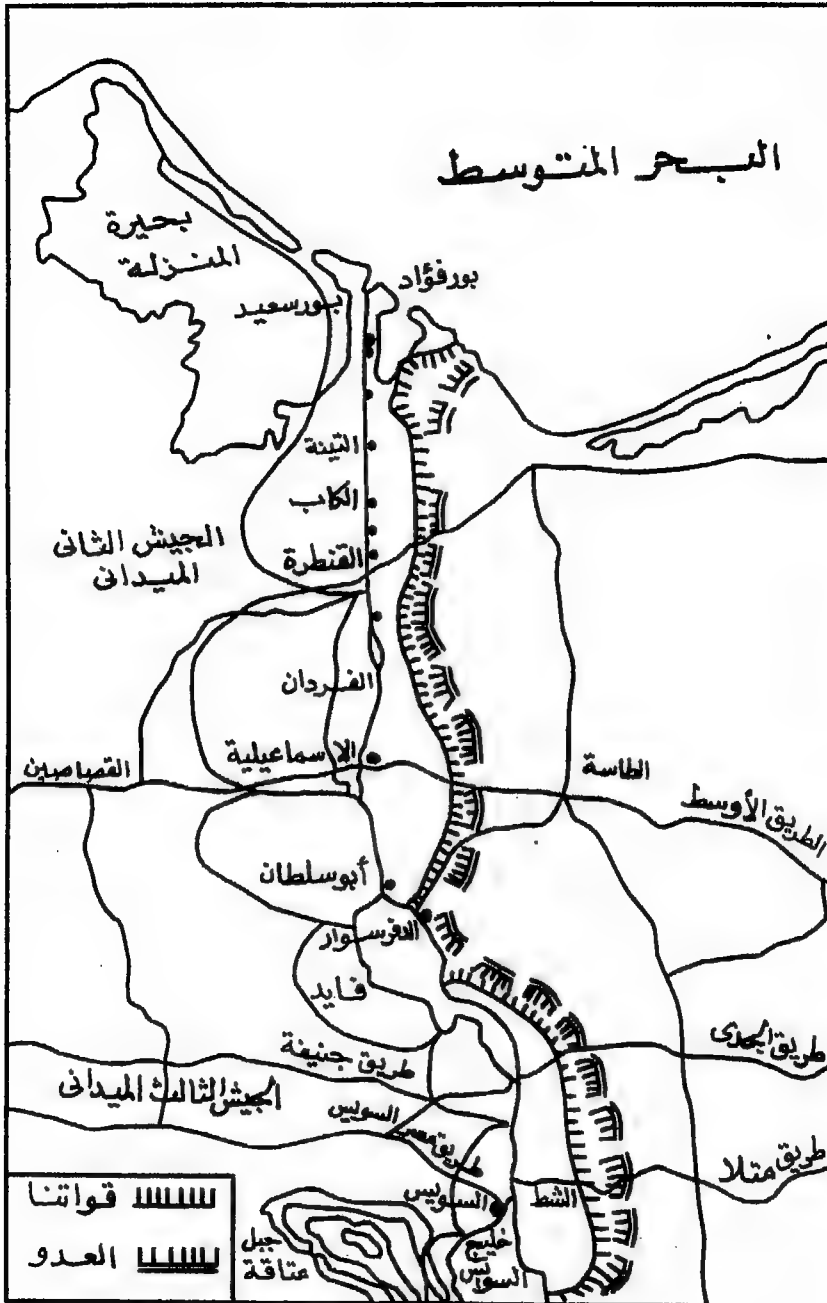 البحر المتوسط
بحيرة
المنزلة
بورفؤاد
بورسعيد
التينة
الكاب
الجيش الثانى
الميدانى
القنطرة
الفردان
الاسماعيلية
القصاصين
الطاسة
الطريق الأوسط
أبوسلطان
الدفرسوار
فايد
طريق الجدى
طريق جنيفة
الجيش الثالث الميدانى
طريق مصر السويس
طريق متلا
الشط
السويس
خليج
السويس
جبل
عتاقة
قواتنا
العدو